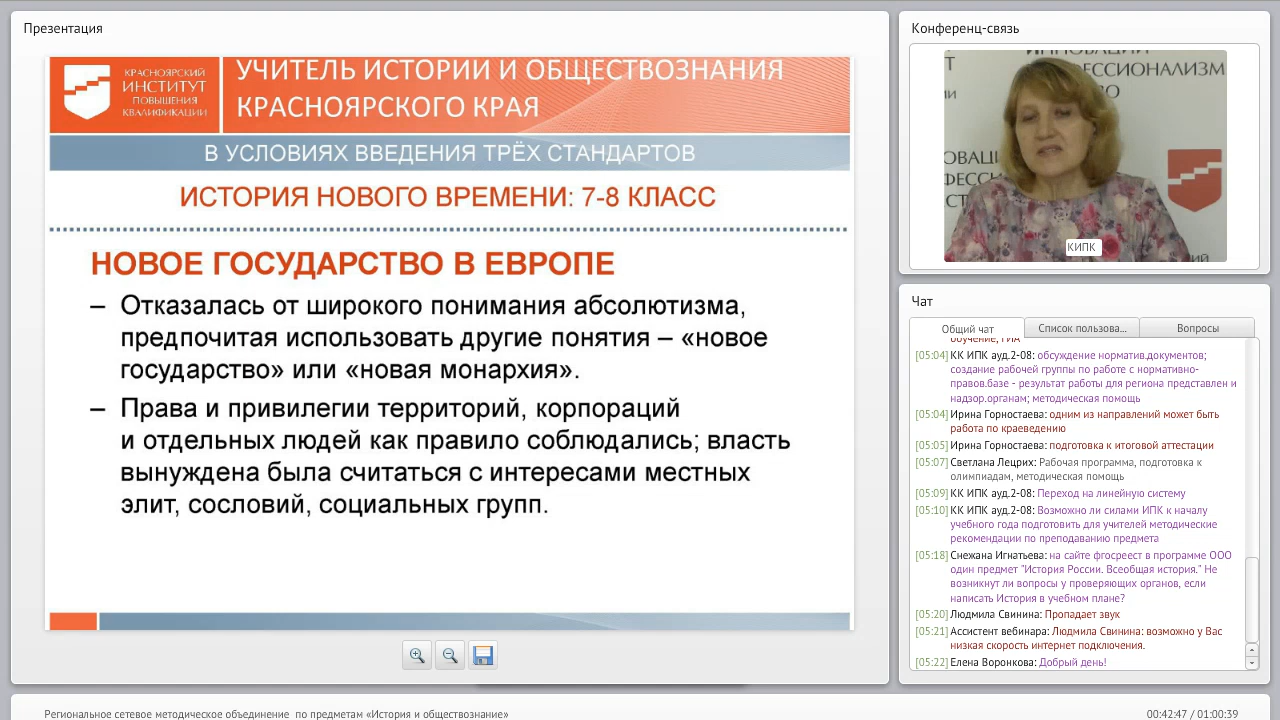 Презентация
КРАСНОЯРСКИЙ
ИНСТИТУТ
ПОВЫШЕНИЯ
КВАЛИФИКАЦИИ
УЧИТЕЛЬ ИСТОРИИ И ОБЩЕСТВОЗНАНИЯ
КРАСНОЯРСКОГО КРАЯ
В УСЛОВИЯХ ВВЕДЕНИЯ ТРЁХ СТАНДАРТОВ
ИСТОРИЯ НОВОГО ВРЕМЕНИ: 7-8 КЛАСС
НОВОЕ ГОСУДАРСТВО В ЕВРОПЕ
– Отказалась от широкого понимания абсолютизма,
предпочитая использовать другие понятия – «новое
государство» или «новая монархия».
– Права и привилегии территорий, корпораций
и отдельных людей как правило соблюдались; власть
вынуждена была считаться с интересами местных
элит, сословий, социальных групп.
Конференц-связь
ЕССИОНАЛИЗМ
КИПК
Чат
Общий чат
Список пользова...
Вопросы
обучение, ГИА
[05:04] КК ИПК ауд.2-08: обсуждение норматив.документов;
создание рабочей группы по работе с нормативно-
правов.базе - результат работы для региона представлен и
надзор.органам; методическая помощь
[05:04] Ирина Горностаева: одним из направлений может быть
работа по краеведению
[05:05] Ирина Горностаева: подготовка к итоговой аттестации
[05:07] Светлана Лецрих: Рабочая программа, подготовка к
олимпиадам, методическая помощь
[05:09] КК ИПК ауд.2-08: Переход на линейную систему
[05:10] КК ИПК ауд.2-08: Возможно ли силами ИПК к началу
учебного года подготовить для учителей методические
рекомендации по преподаванию предмета
[05:18] Снежана Игнатьева: на сайте фгосреест в программе ООО
один предмет "История России. Всеобщая история." Не
возникнут ли вопросы у проверяющих органов, если
написать История в учебном плане?
[05:20] Людмила Свинина: Пропадает звук
[05:21] Ассистент вебинара: Людмила Свинина: возможно у Вас
низкая скорость интернет подключения.
[05:22] Елена Воронкова: Добрый день!
Региональное сетевое методическое объединение по предметам «История и обществознание»
00:42:47 / 01:00:39